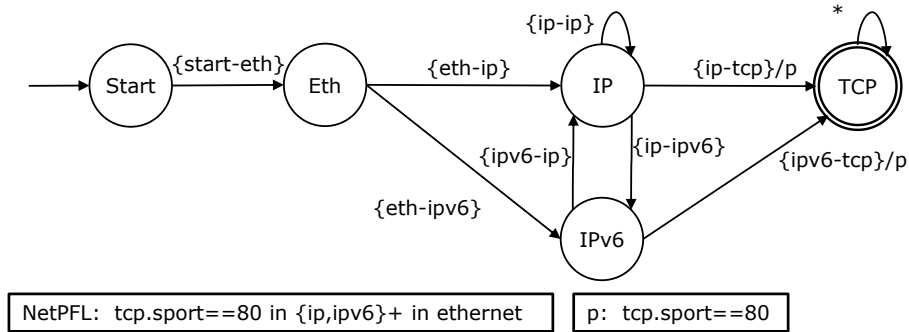 {ip-ip}
*
{start-eth}
{eth-ip}
{ip-tcp}/p
Start
Eth
IP
TCP
{ipv6-ip}
{ip-ipv6}
{ipv6-tcp}/p
{eth-ipv6}
IPv6
NetPFL: tcp.sport==80 in {ip,ipv6}+ in ethernet
p: tcp.sport==80